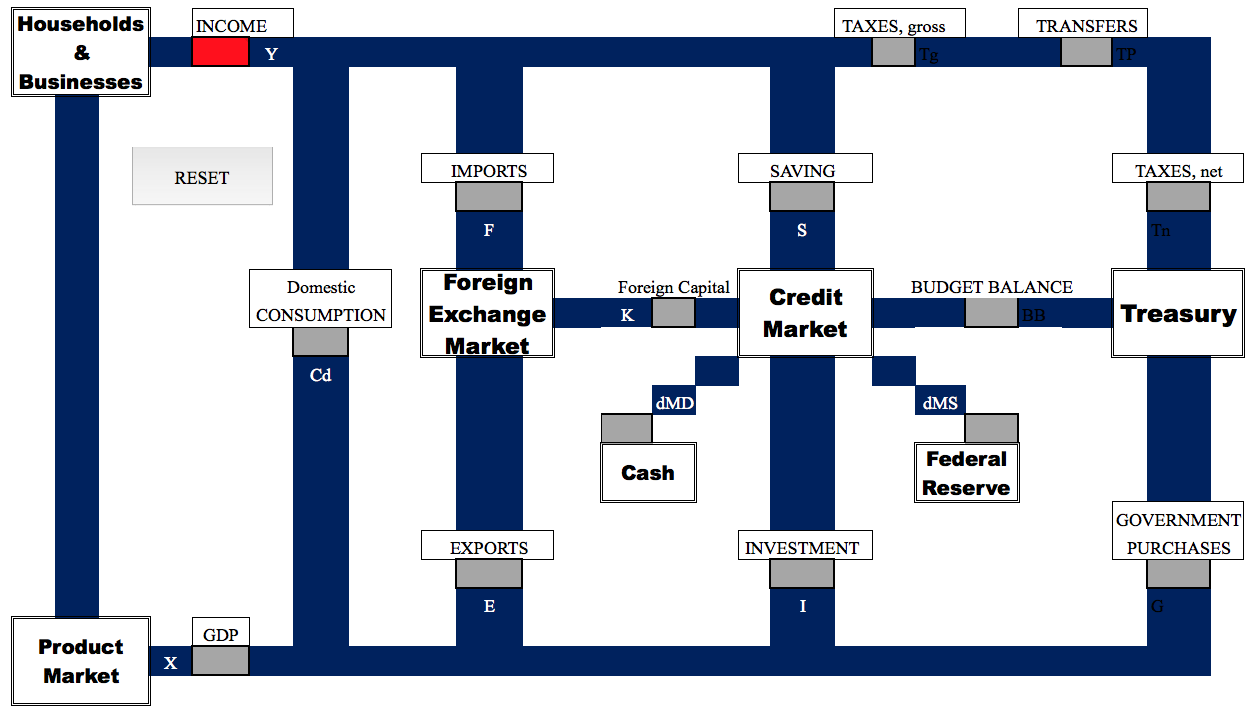 Households
&
Businesses
INCOME
Y
TAXES, gross
Tg
TRANSFERS
TP
RESET
IMPORTS
F
SAVING
S
TAXES, net
Tn
Domestic
CONSUMPTION
Cd
Foreign
Exchange
Market
Foreign Capital
K
Credit
Market
BUDGET BALANCE
BB
Treasury
dMD
dMS
Cash
Federal
Reserve
EXPORTS
E
INVESTMENT
I
GOVERNMENT
PURCHASES
G
Product
Market
X
GDP